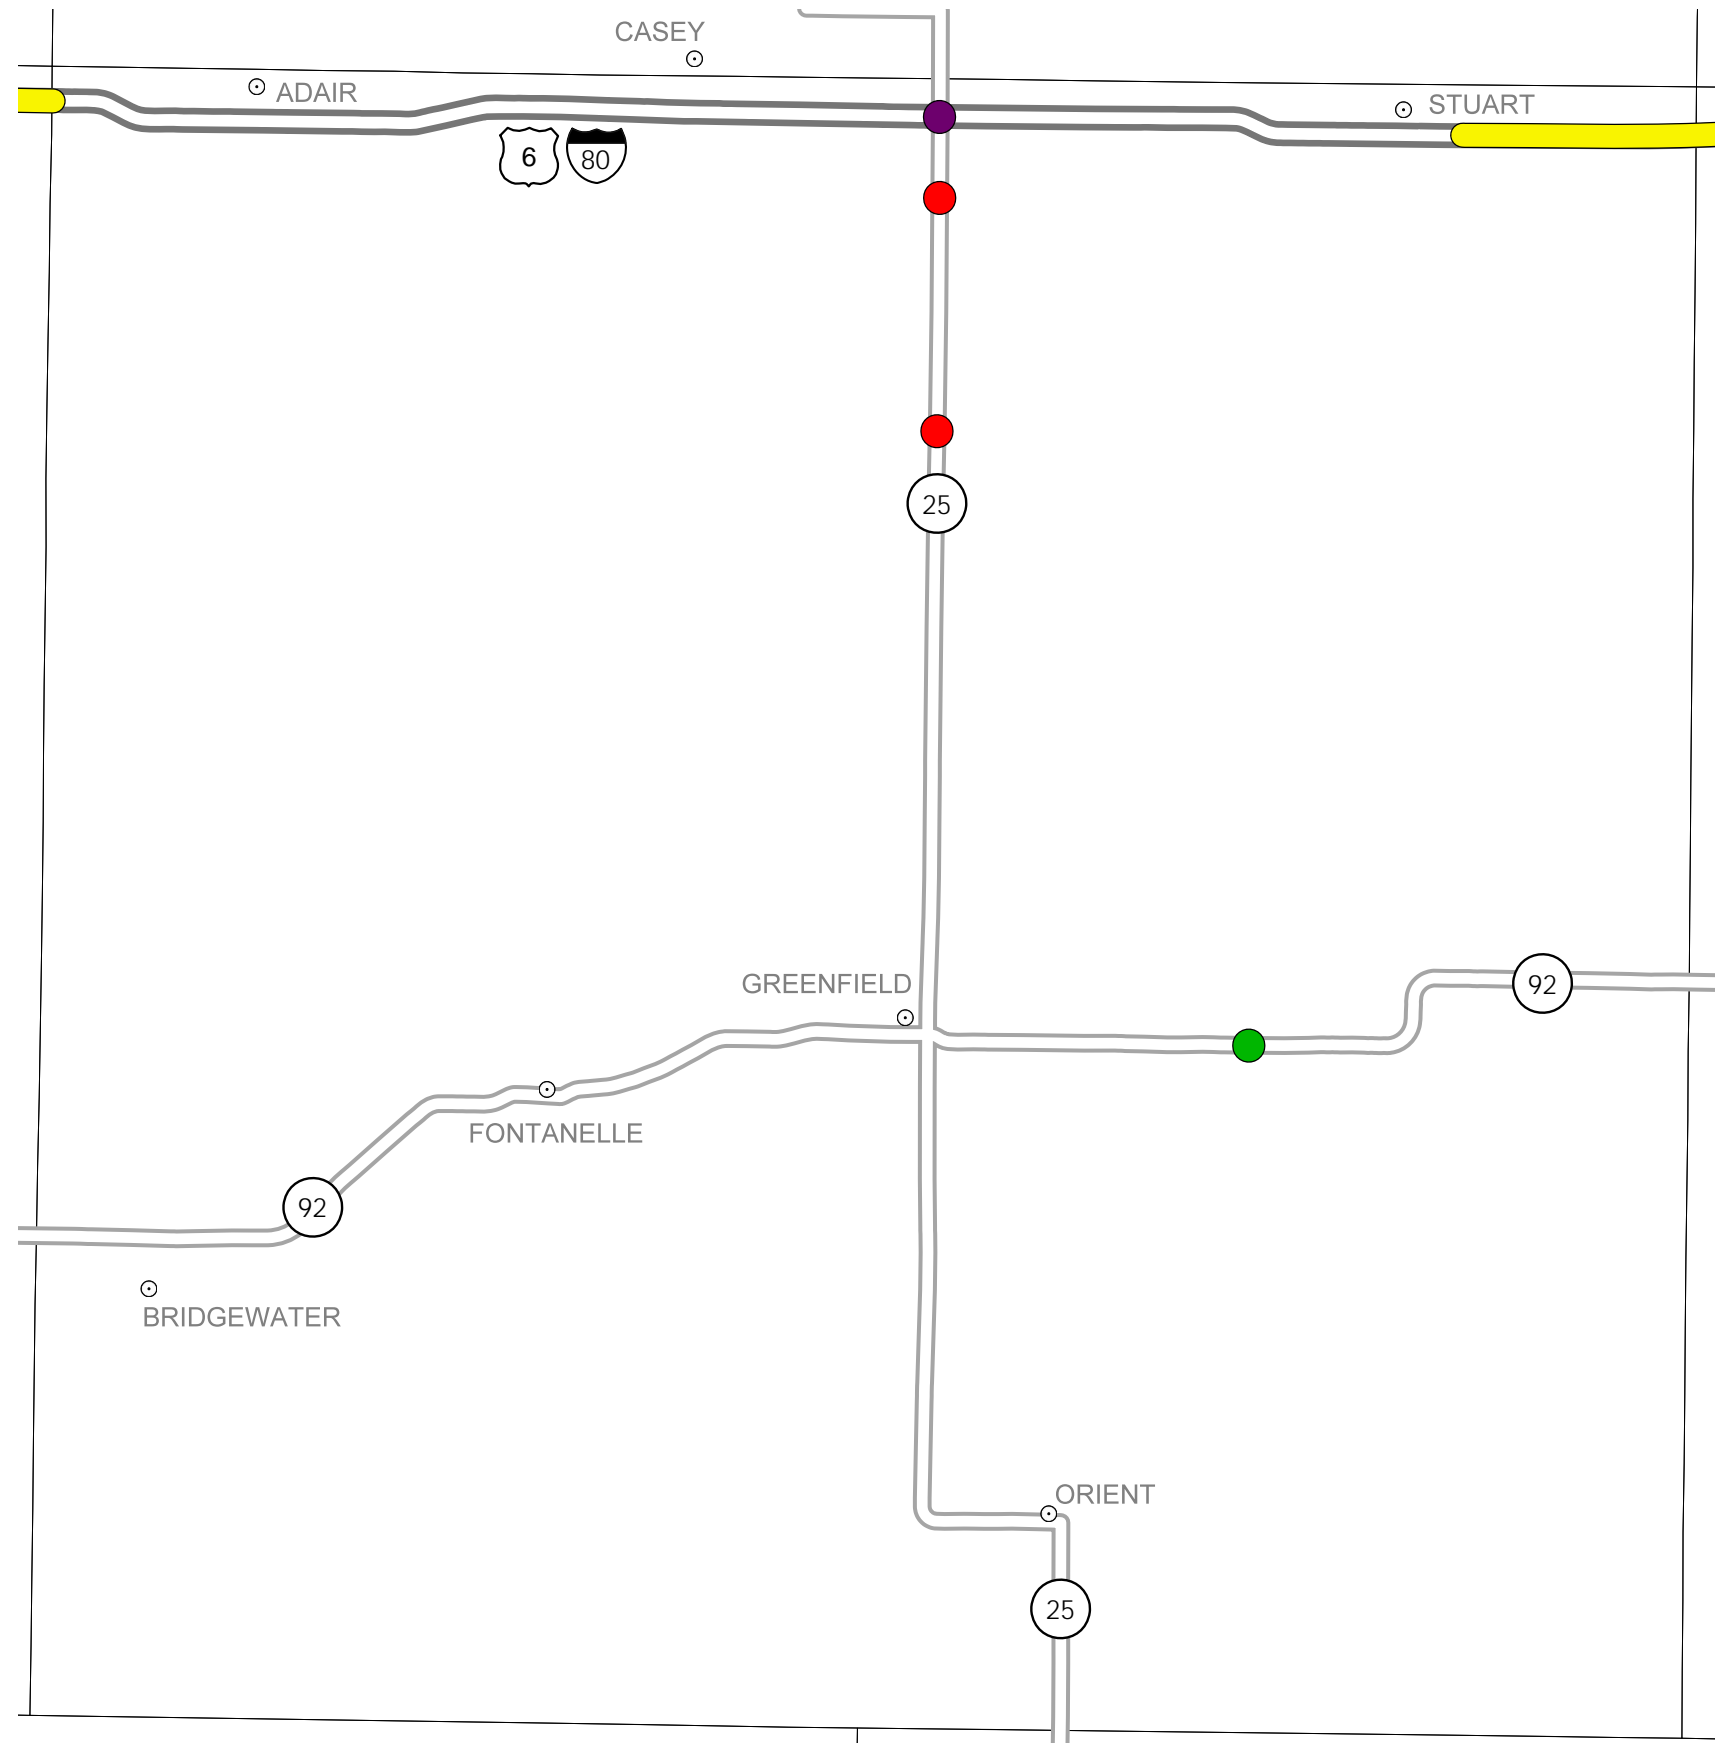 CASEY
ADAIR
STUART
6
80
25
GREENFIELD
92
FONTANELLE
92
BRIDGEWATER
ORIENT
25